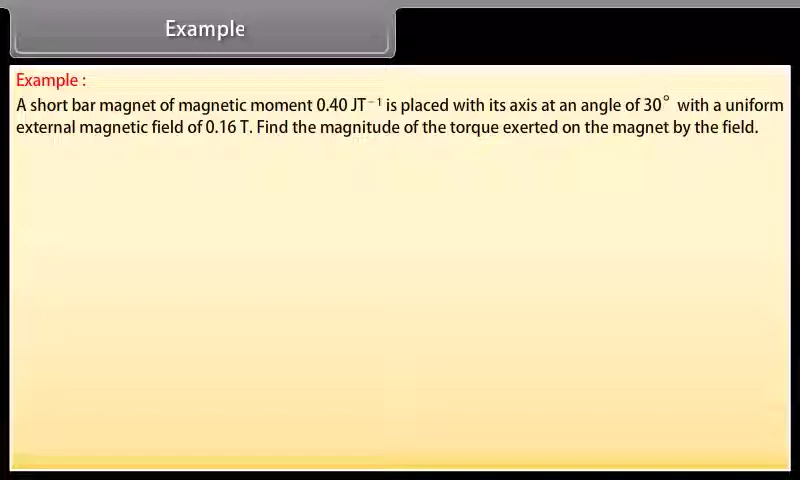 Example
Example :
A short bar magnet of magnetic moment 0.40 JT⁻¹ is placed with its axis at an angle of 30° with a uniform
external magnetic field of 0.16 T. Find the magnitude of the torque exerted on the magnet by the field.